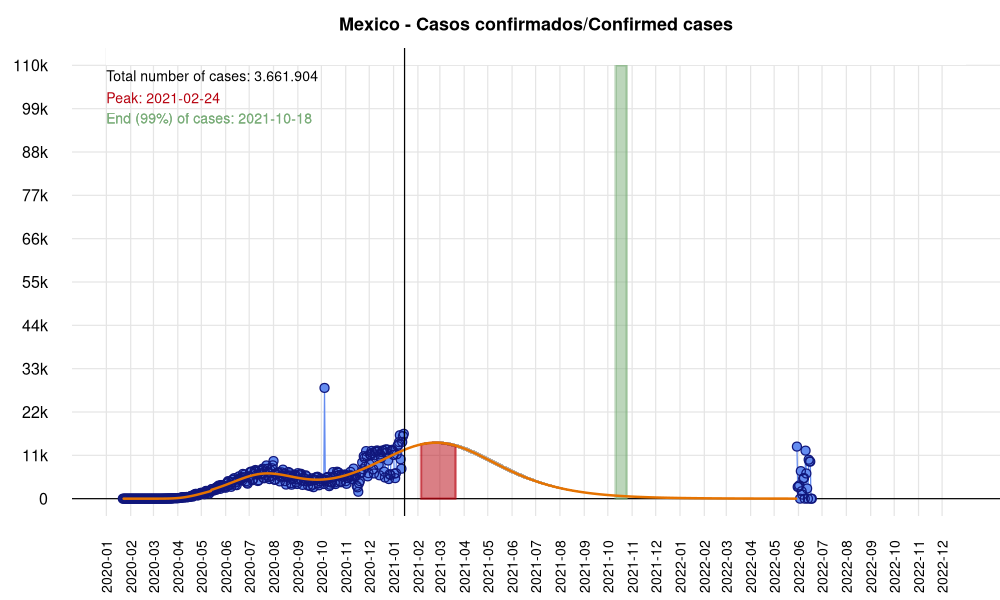 Mexico - Casos confirmados/Confirmed cases
110k
99k
88k
77k
66k
55k
44k
33k
22k
11k
0
Total number of cases: 3.661.904
Peak: 2021-02-24
End (99%) of cases: 2021-10-18
2020-01
2020-02
2020-03
2020-04
2020-05
2020-06
2020-07
2020-08
2020-09
2020-10
2020-11
2020-12
2021-01
2021-02
2021-03
2021-04
2021-05
2021-06
2021-07
2021-08
2021-09
2021-10
2021-11
2021-12
2022-01
2022-02
2022-03
2022-04
2022-05
2022-06
2022-07
2022-08
2022-09
2022-10
2022-11
2022-12